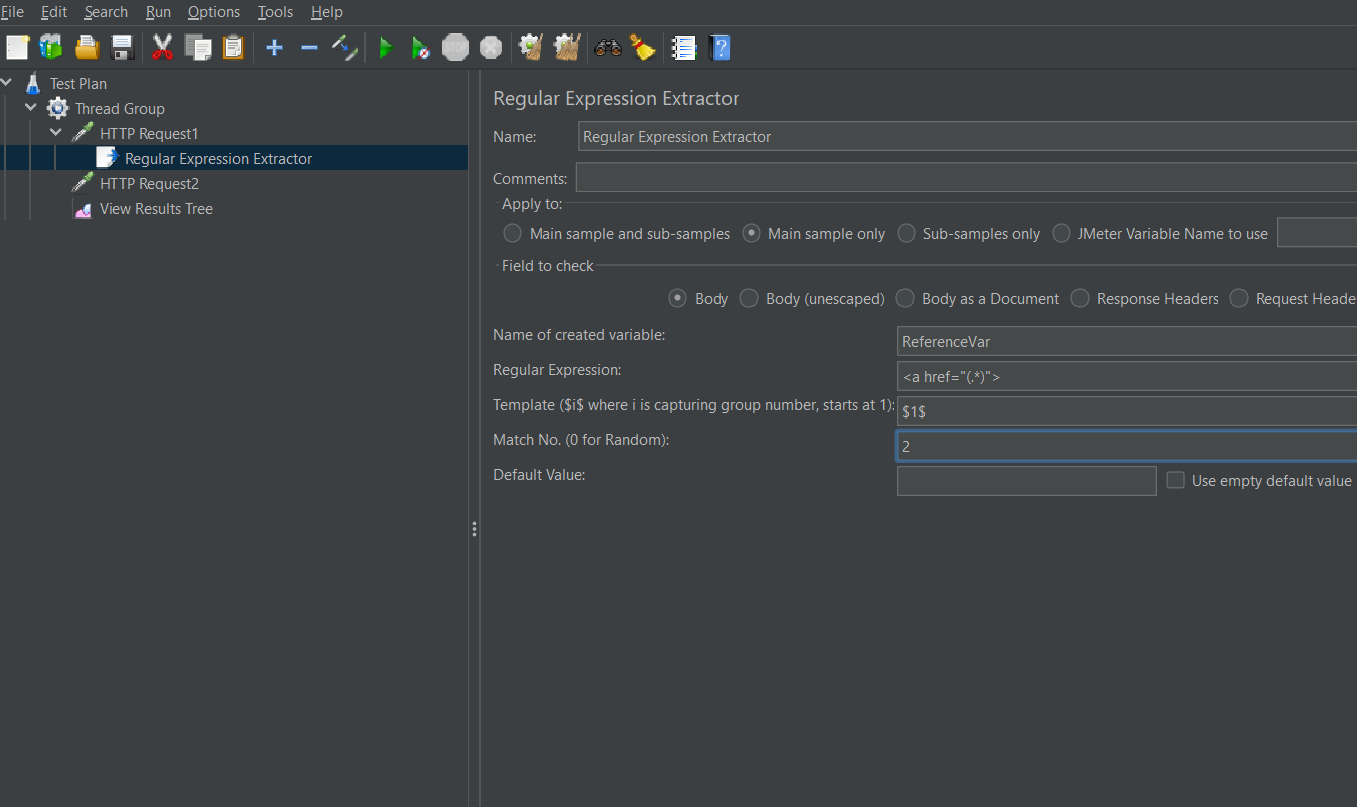 File Edit Search Run Options Tools Help
STOP
?
Test Plan
Thread Group
HTTP Request1
Regular Expression Extractor
HTTP Request2
View Results Tree
Regular Expression Extractor
Name: Regular Expression Extractor
Comments:
Apply to:
Main sample and sub-samples Main sample only Sub-samples only JMeter Variable Name to use
Field to check
Body Body (unescaped) Body as a Document Response Headers Request Heade
Name of created variable: ReferenceVar
Regular Expression: <a href="(.*)">
Template ($i$ where i is capturing group number, starts at 1): $1$
Match No. (0 for Random): 2
Default Value: Use empty default value